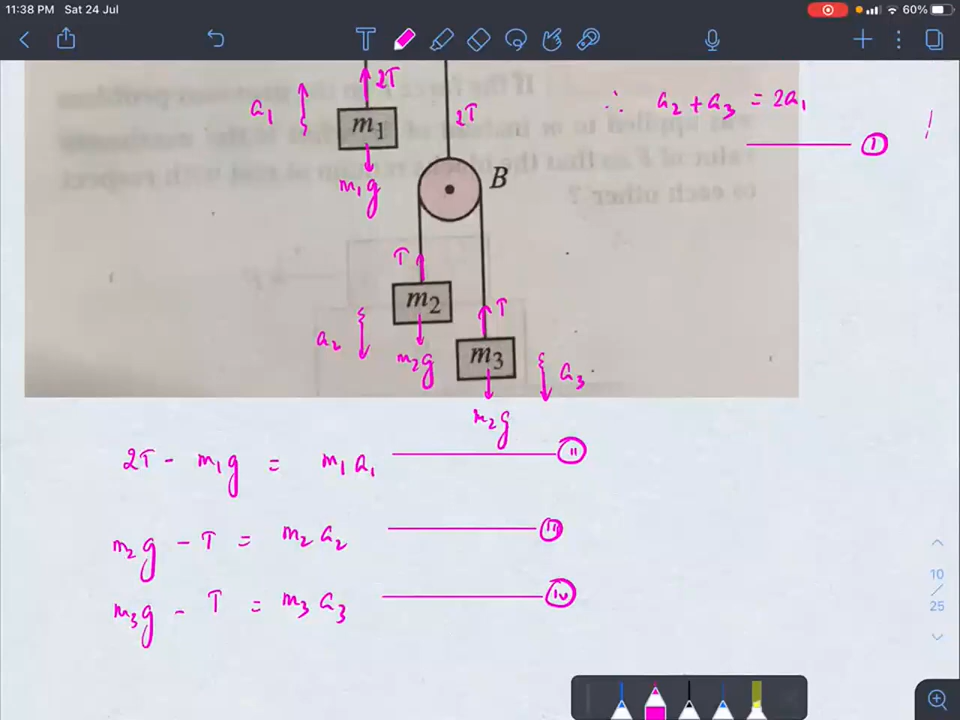 11:38 PM Sat 24 Jul
60%
2T
a₁
m₁
2T
m₁g
∴ a₂ + a₃ = 2a₁
I
B
T
m₂
T
a₂
m₂g
m₃
a₃
m₂g
2T - m₁g = m₁a₁
II
m₂g - T = m₂a₂
III
m₃g - T = m₃a₃
IV
10
/
25